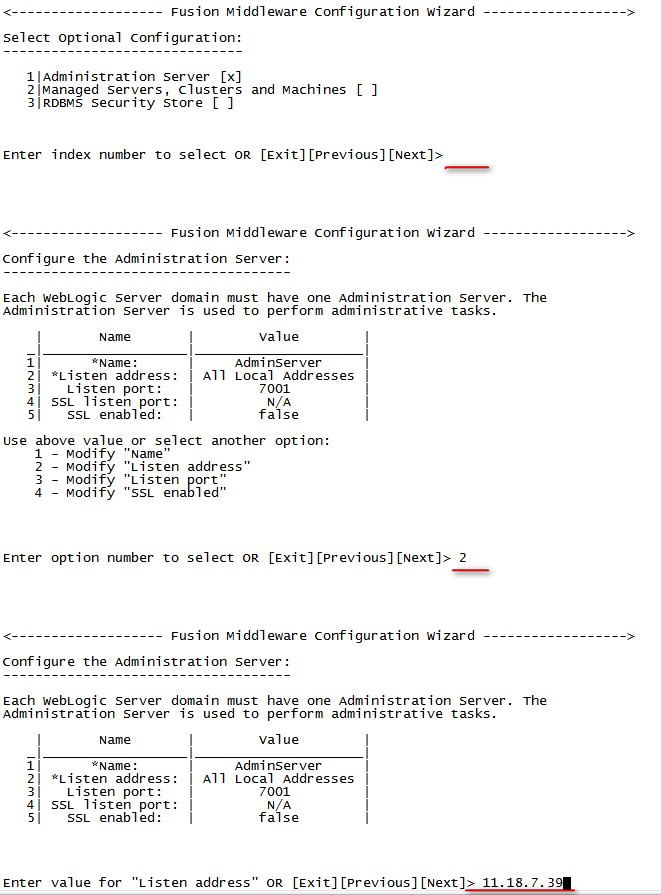 <------------------- Fusion Middleware Configuration Wizard ------------------>
Select Optional Configuration:
------------------------------
1|Administration Server [x]
2|Managed Servers, Clusters and Machines [ ]
3|RDBMS Security Store [ ]
Enter index number to select OR [Exit][Previous][Next]>
<------------------- Fusion Middleware Configuration Wizard ------------------>
Configure the Administration Server:
------------------------------------
Each WebLogic Server domain must have one Administration Server. The
Administration Server is used to perform administrative tasks.
| Name | Value |
_|__________________|_____________________|
1| *Name: | AdminServer |
2| *Listen address: | All Local Addresses |
3| Listen port: | 7001 |
4| SSL listen port: | N/A |
5| SSL enabled: | false |
Use above value or select another option:
1 - Modify "Name"
2 - Modify "Listen address"
3 - Modify "Listen port"
4 - Modify "SSL enabled"
Enter option number to select OR [Exit][Previous][Next]> 2
<------------------- Fusion Middleware Configuration Wizard ------------------>
Configure the Administration Server:
------------------------------------
Each WebLogic Server domain must have one Administration Server. The
Administration Server is used to perform administrative tasks.
| Name | Value |
_|__________________|_____________________|
1| *Name: | AdminServer |
2| *Listen address: | All Local Addresses |
3| Listen port: | 7001 |
4| SSL listen port: | N/A |
5| SSL enabled: | false |
Enter value for "Listen address" OR [Exit][Previous][Next]> 11.18.7.39